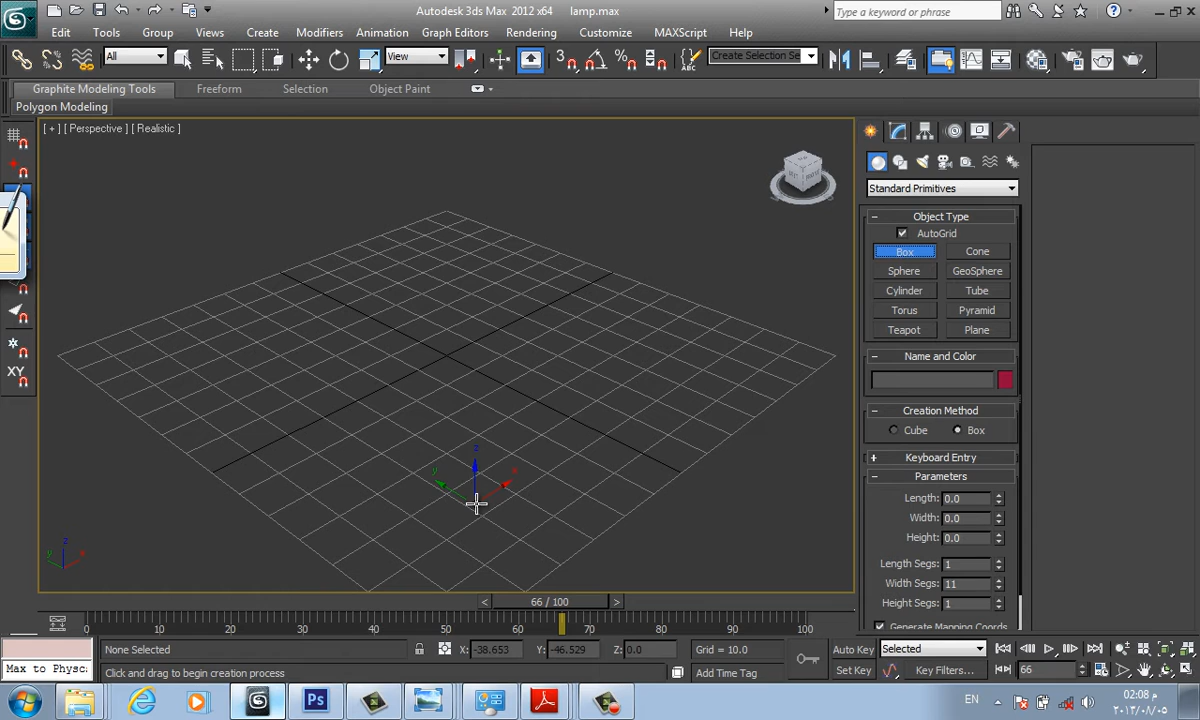 Autodesk 3ds Max 2012 x64 lamp.max
Type a keyword or phrase
Edit Tools Group Views Create Modifiers Animation Graph Editors Rendering Customize MAXScript Help
All View Create Selection Se
3
Graphite Modeling Tools Freeform Selection Object Paint
Polygon Modeling
[ + ] [ Perspective ] [ Realistic ]
Standard Primitives
Object Type
AutoGrid
Box Cone
Sphere GeoSphere
Cylinder Tube
Torus Pyramid
Teapot Plane
Name and Color
Creation Method
Cube Box
Keyboard Entry
Parameters
Length: 0.0
Width: 0.0
Height: 0.0
Length Segs: 1
Width Segs: 11
Height Segs: 1
Generate Mapping Coords
XY
z
y x
z
y x
< 66 / 100 >
0 10 20 30 40 50 60 70 80 90 100
None Selected X: -38.653 Y: -46.529 Z: 0.0 Grid = 10.0 Auto Key Selected
Max to Physc: Click and drag to begin creation process Add Time Tag Set Key Key Filters... 66
EN
02:08 م
٢٠١٣/٠٨/٠٥
Ps